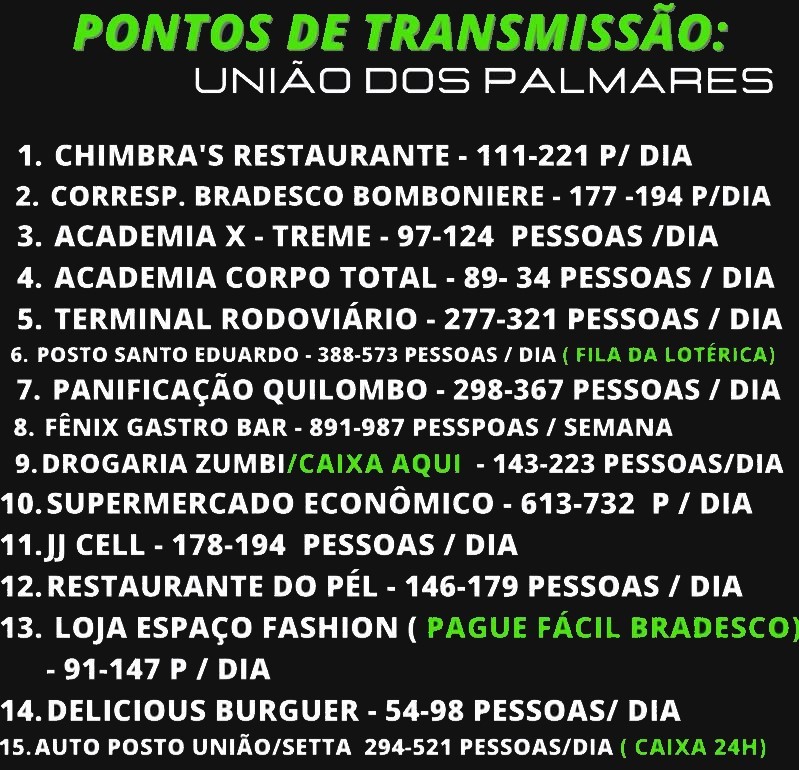 PONTOS DE TRANSMISSÃO:
UNIÃO DOS PALMARES
1. CHIMBRA'S RESTAURANTE - 111-221 P/ DIA
2. CORRESP. BRADESCO BOMBONIERE - 177 -194 P/DIA
3. ACADEMIA X - TREME - 97-124 PESSOAS /DIA
4. ACADEMIA CORPO TOTAL - 89- 34 PESSOAS / DIA
5. TERMINAL RODOVIÁRIO - 277-321 PESSOAS / DIA
6. POSTO SANTO EDUARDO - 388-573 PESSOAS / DIA ( FILA DA LOTÉRICA)
7. PANIFICAÇÃO QUILOMBO - 298-367 PESSOAS / DIA
8. FÊNIX GASTRO BAR - 891-987 PESSPOAS / SEMANA
9. DROGARIA ZUMBI/CAIXA AQUI - 143-223 PESSOAS/DIA
10. SUPERMERCADO ECONÔMICO - 613-732 P / DIA
11. JJ CELL - 178-194 PESSOAS / DIA
12. RESTAURANTE DO PÉL - 146-179 PESSOAS / DIA
13. LOJA ESPAÇO FASHION ( PAGUE FÁCIL BRADESCO)
- 91-147 P / DIA
14. DELICIOUS BURGUER - 54-98 PESSOAS/ DIA
15. AUTO POSTO UNIÃO/SETTA 294-521 PESSOAS/DIA ( CAIXA 24H)